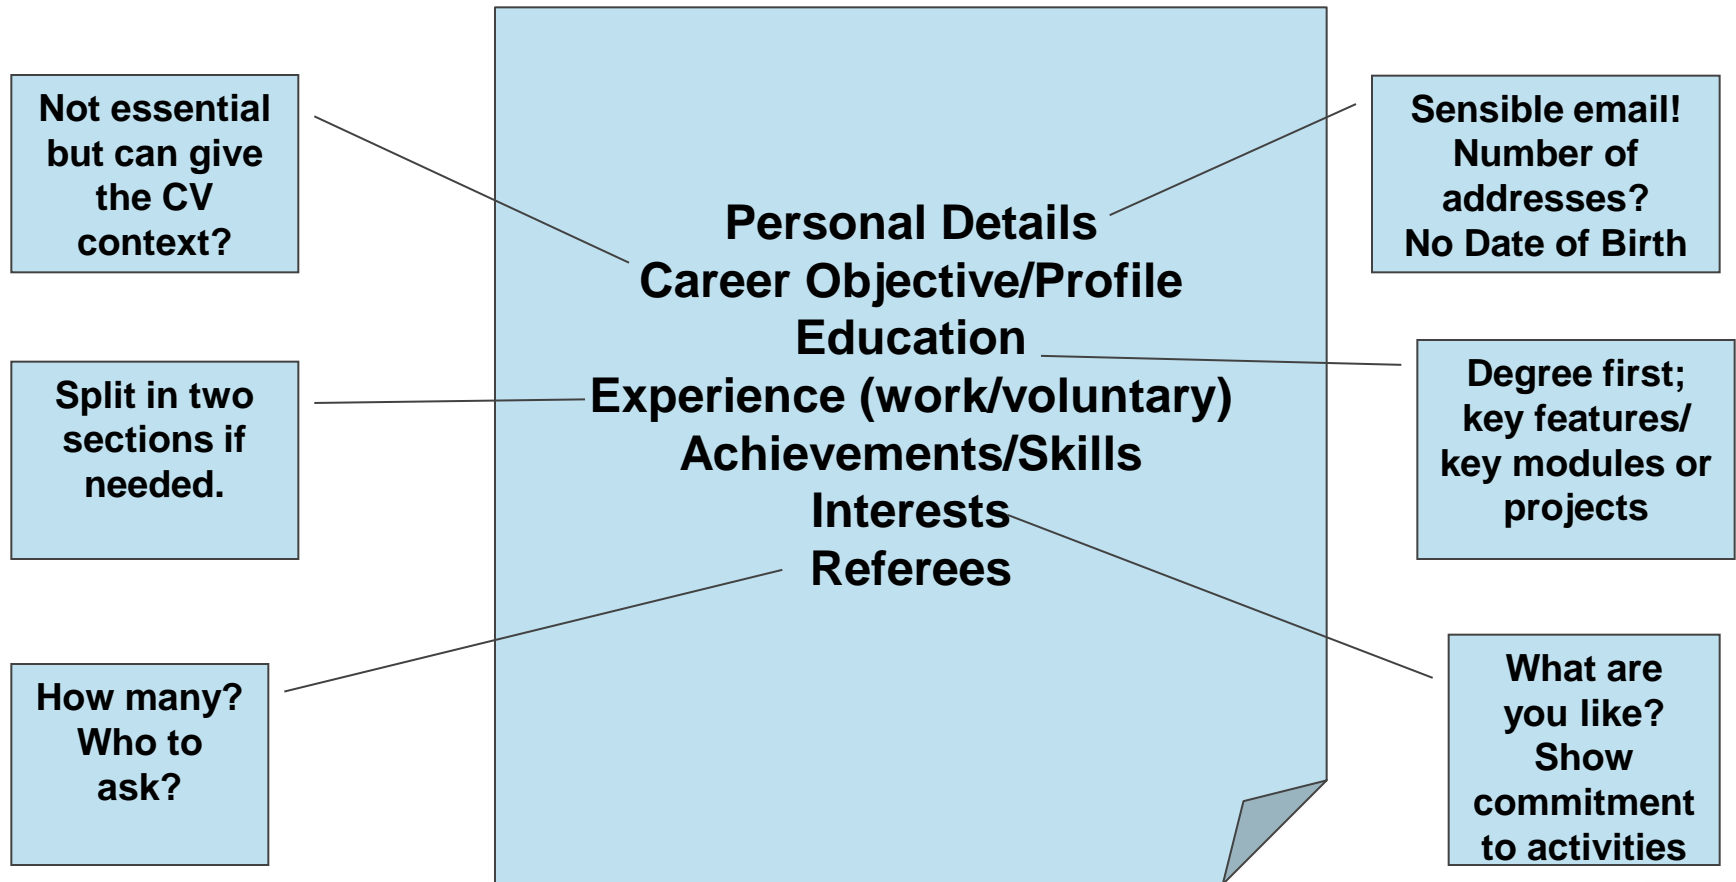 Not essential
but can give
the CV
context?
Split in two
sections if
needed.
How many?
Who to
ask?
Personal Details
Career Objective/Profile
Education
Experience (work/voluntary)
Achievements/Skills
Interests
Referees
Sensible email!
Number of
addresses?
No Date of Birth
Degree first;
key features/
key modules or
projects
What are
you like?
Show
commitment
to activities